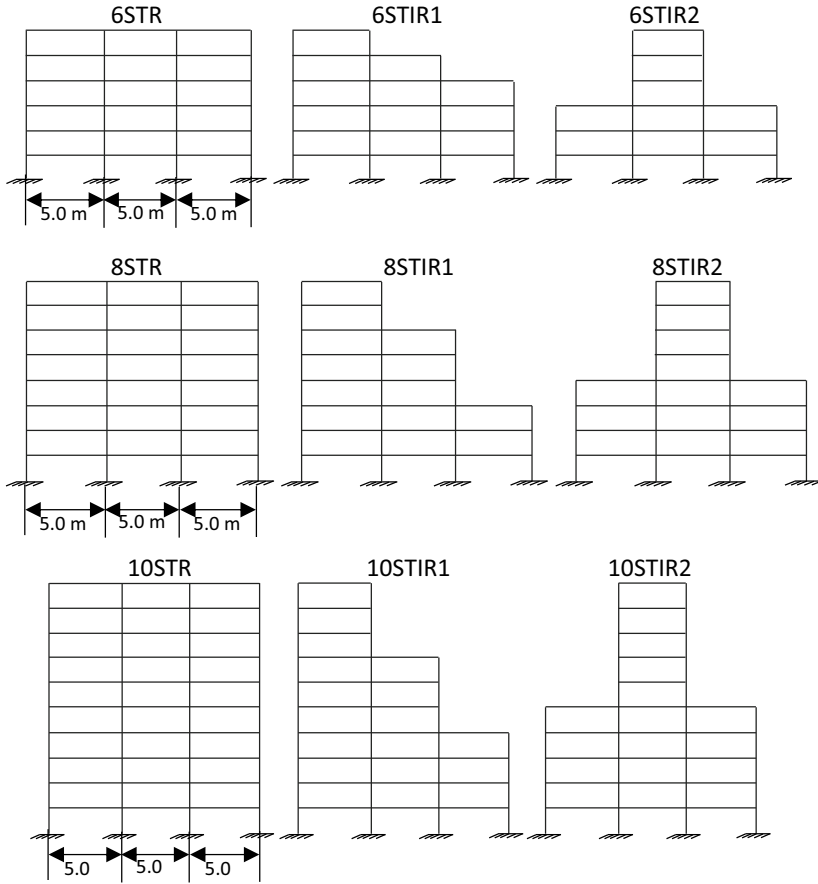 6STR 6STIR1 6STIR2
5.0 m 5.0 m 5.0 m
8STR 8STIR1 8STIR2
5.0 m 5.0 m 5.0 m
10STR 10STIR1 10STIR2
5.0 5.0 5.0